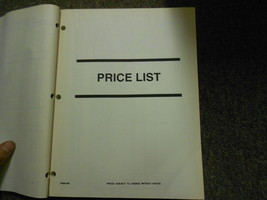 PRICE LIST
PRICES SUBJECT TO CHANGE WITHOUT NOTICE